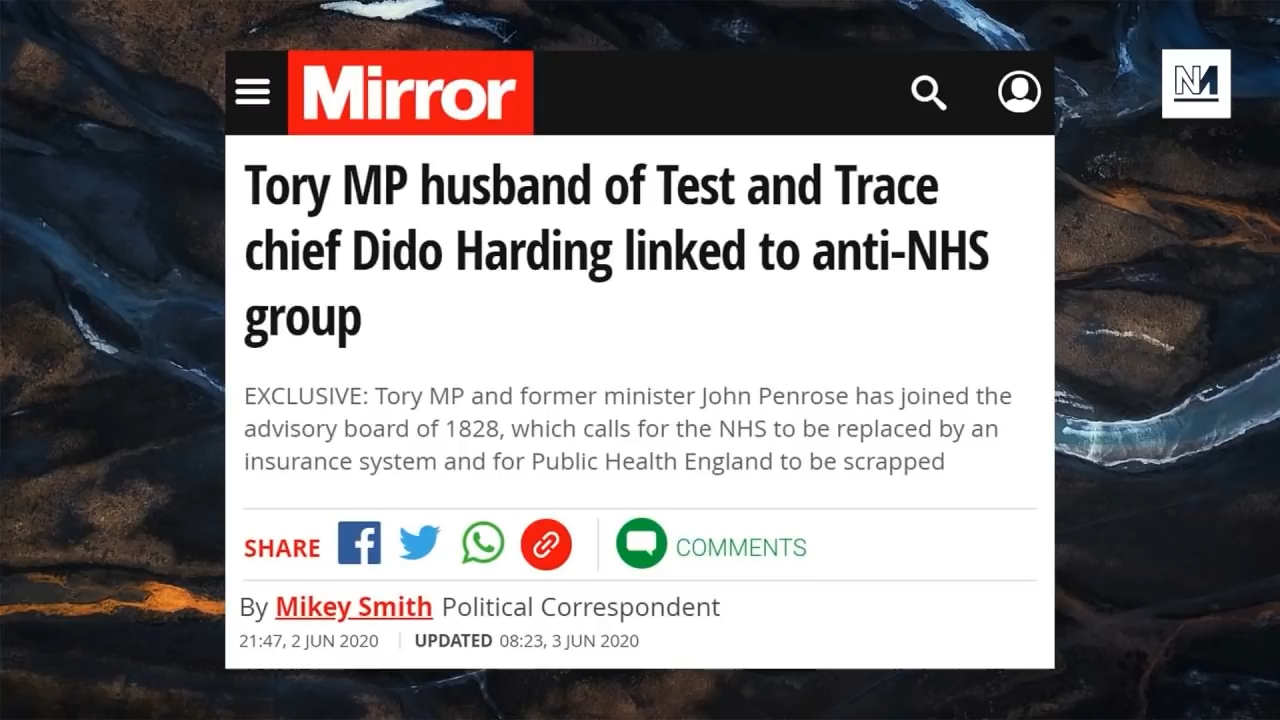 Mirror
NM
Tory MP husband of Test and Trace
chief Dido Harding linked to anti-NHS
group
EXCLUSIVE: Tory MP and former minister John Penrose has joined the
advisory board of 1828, which calls for the NHS to be replaced by an
insurance system and for Public Health England to be scrapped
SHARE COMMENTS
By Mikey Smith Political Correspondent
21:47, 2 JUN 2020 UPDATED 08:23, 3 JUN 2020